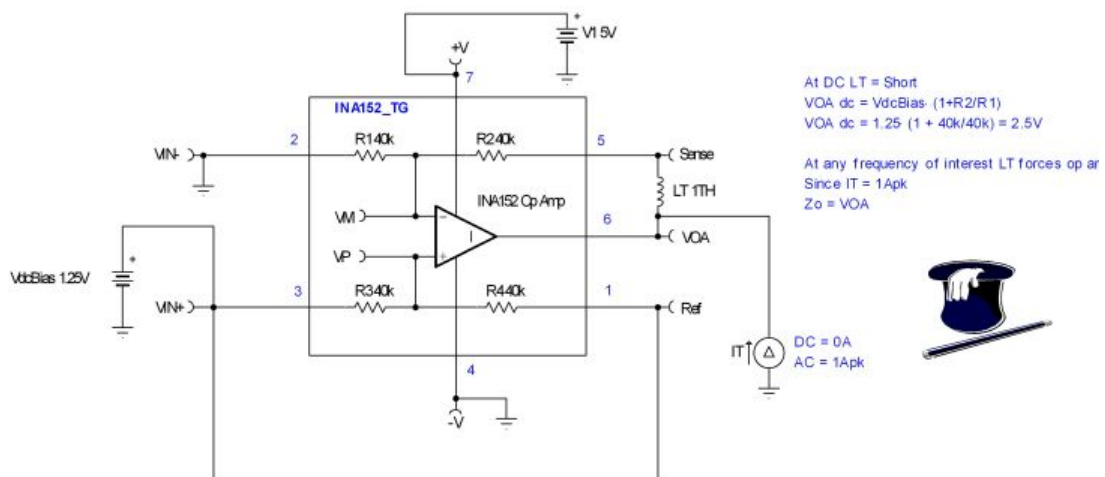 V1 5V
+V
7
INA152_TG
2
R1 40k
R2 40k
5
VIN-
Sense
LT 1TH
INA152 Op Amp
VM
6
VOA
VP
VdcBias 1.25V
3
R3 40k
R4 40k
1
VIN+
Ref
IT
DC = 0A
AC = 1Apk
4
-V
At DC LT = Short
VOA dc = VdcBias· (1+R2/R1)
VOA dc = 1.25· (1 + 40k/40k) = 2.5V
At any frequency of interest LT forces op
Since IT = 1Apk
Zo = VOA